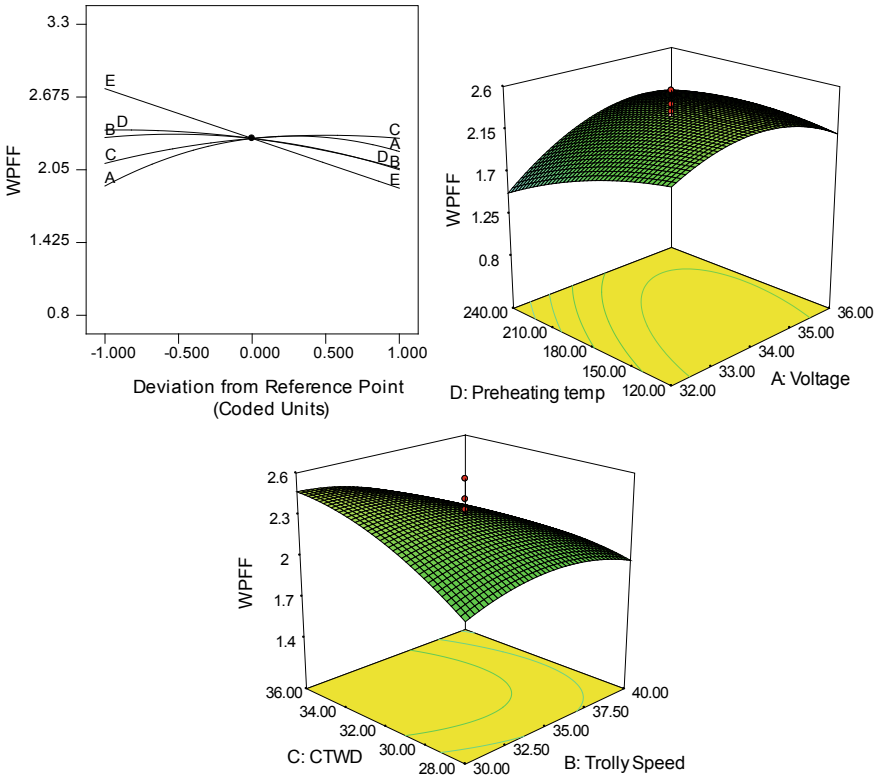 3.3
2.675
2.05
1.425
0.8
WPFF
E
B D
C
A
C
A
D B
E
-1.000 -0.500 0.000 0.500 1.000
Deviation from Reference Point
(Coded Units)
2.6
2.15
1.7
1.25
0.8
WPFF
240.00
210.00
180.00
150.00
120.00
D: Preheating temp
32.00
33.00
34.00
35.00
36.00
A: Voltage
2.6
2.3
2
1.7
1.4
WPFF
36.00
34.00
32.00
30.00
28.00
C: CTWD
30.00
32.50
35.00
37.50
40.00
B: Trolly Speed